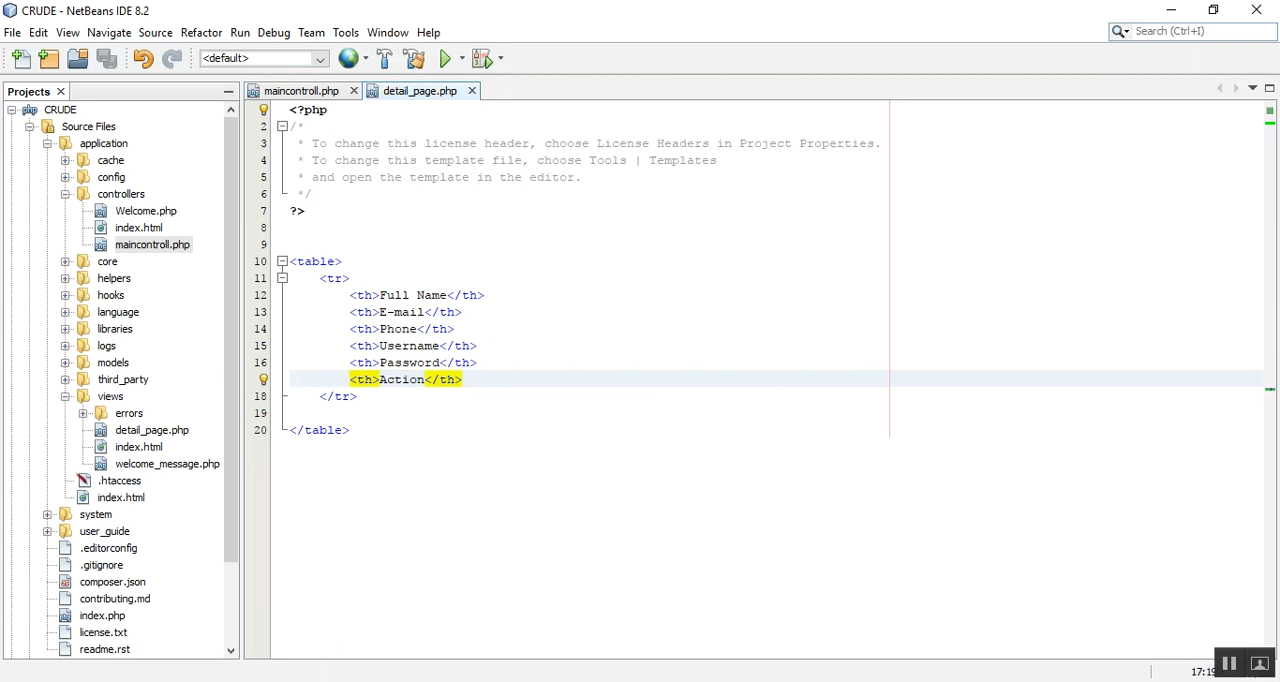 CRUDE - NetBeans IDE 8.2
File Edit View Navigate Source Refactor Run Debug Team Tools Window Help
Search (Ctrl+I)
<default>
Projects
maincontroll.php
detail_page.php
CRUDE
Source Files
application
cache
config
controllers
Welcome.php
index.html
maincontroll.php
core
helpers
hooks
language
libraries
logs
models
third_party
views
errors
detail_page.php
index.html
welcome_message.php
.htaccess
index.html
system
user_guide
.editorconfig
.gitignore
composer.json
contributing.md
index.php
license.txt
readme.rst
<?php
2 /*
3 * To change this license header, choose License Headers in Project Properties.
4 * To change this template file, choose Tools | Templates
5 * and open the template in the editor.
6 */
7 ?>
8
9
10 <table>
11 <tr>
12 <th>Full Name</th>
13 <th>E-mail</th>
14 <th>Phone</th>
15 <th>Username</th>
16 <th>Password</th>
<th>Action</th>
18 </tr>
19
20 </table>